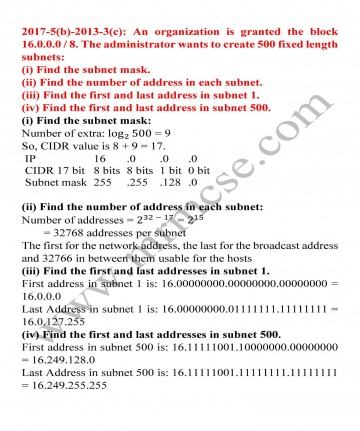 2017-5(b)-2013-3(c): An organization is granted the block
16.0.0.0 / 8. The administrator wants to create 500 fixed length
subnets:
(i) Find the subnet mask.
(ii) Find the number of address in each subnet.
(iii) Find the first and last address in subnet 1.
(iv) Find the first and last address in subnet 500.
(i) Find the subnet mask:
Number of extra: log₂ 500 = 9
So, CIDR value is 8 + 9 = 17.
IP 16 .0 .0 .0
CIDR 17 bit 8 bits 8 bits 1 bit 0 bit
Subnet mask 255 .255 .128 .0
(ii) Find the number of address in each subnet:
Number of addresses = 2³²⁻¹⁷ = 2¹⁵
= 32768 addresses per subnet
The first for the network address, the last for the broadcast address
and 32766 in between them usable for the hosts
(iii) Find the first and last addresses in subnet 1.
First address in subnet 1 is: 16.00000000.00000000.00000000 =
16.0.0.0
Last Address in subnet 1 is: 16.00000000.01111111.11111111 =
16.0.127.255
(iv) Find the first and last addresses in subnet 500.
First address in subnet 500 is: 16.11111001.10000000.00000000
= 16.249.128.0
Last Address in subnet 500 is: 16.11111001.11111111.11111111
= 16.249.255.255